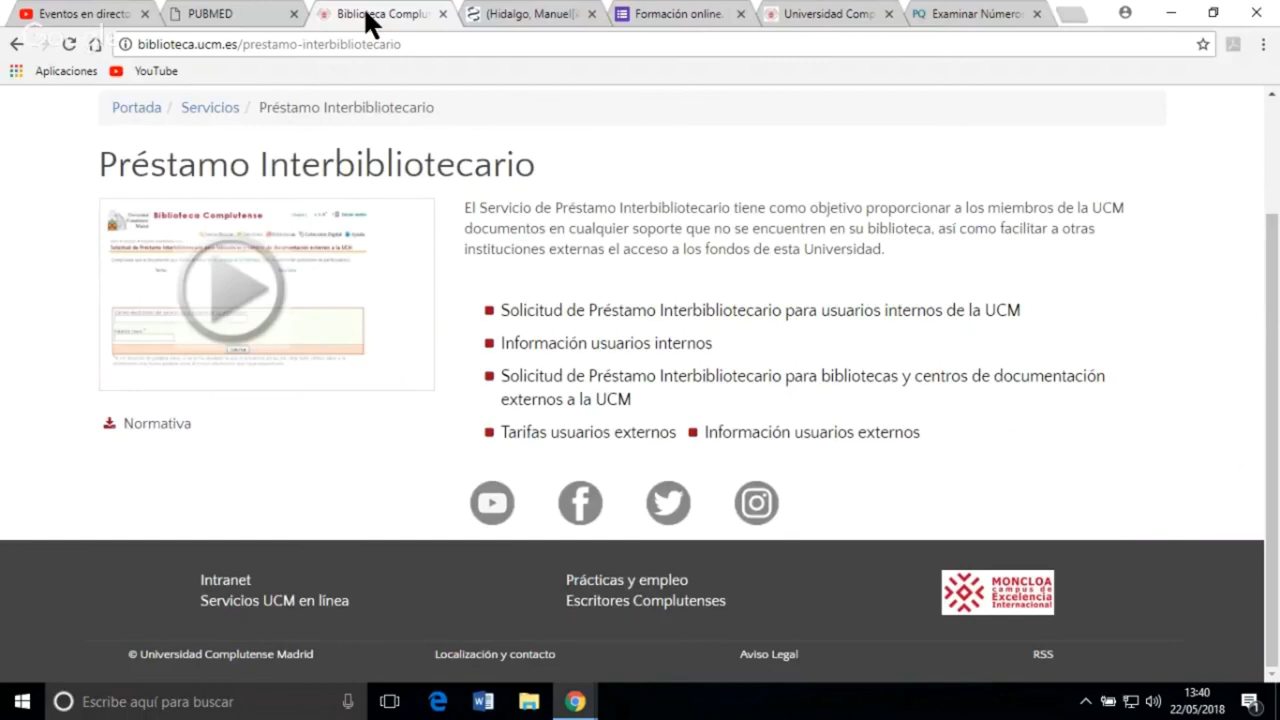 Eventos en directo
PUBMED
Biblioteca Complut
(Hidalgo, Manuel[
Formación online.
Universidad Comp
Examinar Número
biblioteca.ucm.es/prestamo-interbibliotecario
Aplicaciones
YouTube
Portada / Servicios / Préstamo Interbibliotecario
Préstamo Interbibliotecario
Biblioteca Complutense
El Servicio de Préstamo Interbibliotecario tiene como objetivo proporcionar a los miembros de la UCM
documentos en cualquier soporte que no se encuentren en su biblioteca, así como facilitar a otras
instituciones externas el acceso a los fondos de esta Universidad.
Solicitud de Préstamo Interbibliotecario para usuarios internos de la UCM
Información usuarios internos
Solicitud de Préstamo Interbibliotecario para bibliotecas y centros de documentación
externos a la UCM
Tarifas usuarios externos
Información usuarios externos
Normativa
Intranet
Servicios UCM en línea
Prácticas y empleo
Escritores Complutenses
MONCLOA
campus de
Excelencia
Internacional
© Universidad Complutense Madrid
Localización y contacto
Aviso Legal
RSS
Escribe aquí para buscar
13:40
22/05/2018